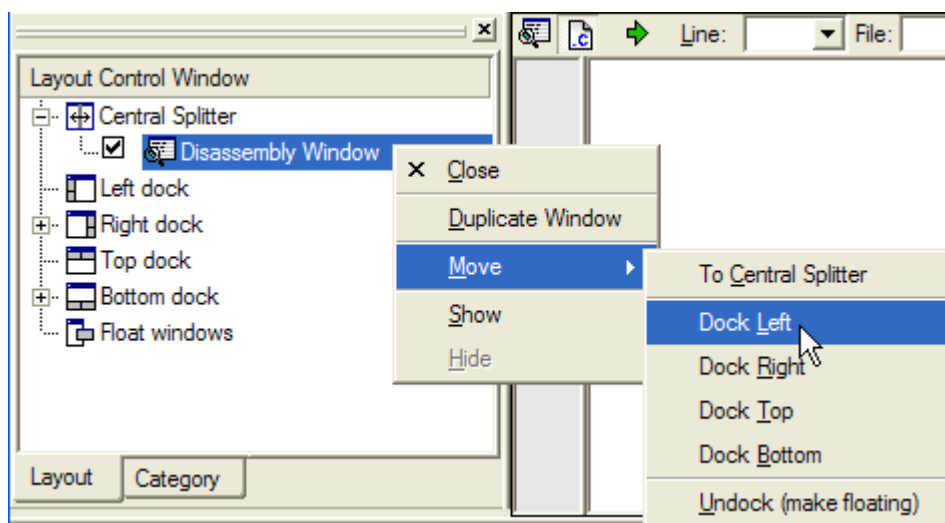 .c
Line:
File:
Layout Control Window
Central Splitter
Disassembly Window
Left dock
Right dock
Top dock
Bottom dock
Float windows
Layout
Category
Close
Duplicate Window
Move
Show
Hide
To Central Splitter
Dock Left
Dock Right
Dock Top
Dock Bottom
Undock (make floating)